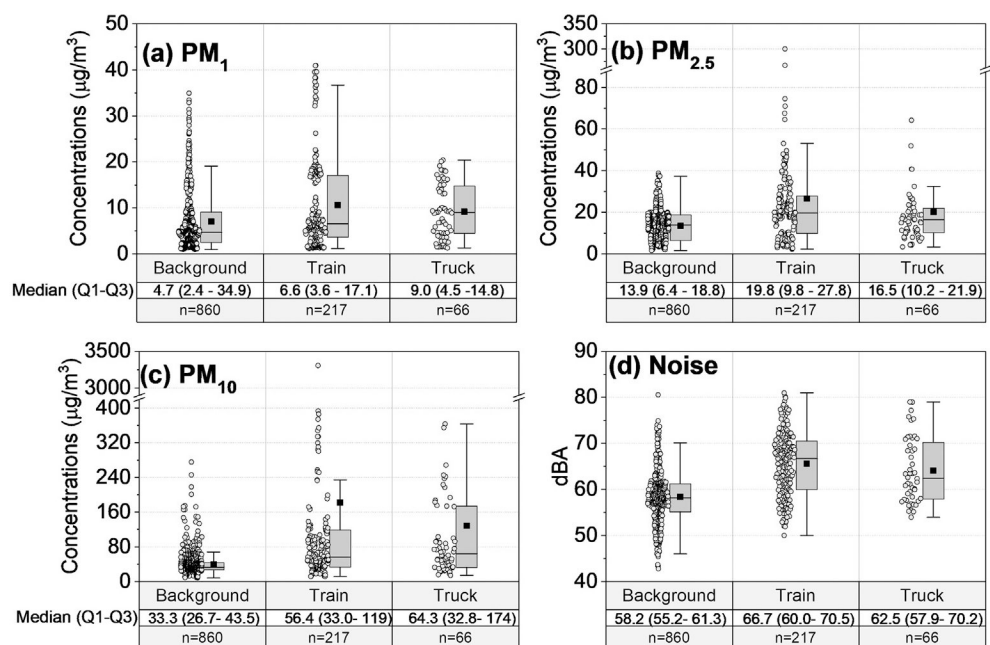 (a) PM1
Concentrations (μg/m³)
50
40
30
20
10
0
Background Train Truck
Median (Q1-Q3) 4.7 (2.4 - 34.9) 6.6 (3.6 - 17.1) 9.0 (4.5 -14.8)
n=860 n=217 n=66
(b) PM2.5
Concentrations (μg/m³)
350
300
80
60
40
20
0
Background Train Truck
13.9 (6.4 - 18.8) 19.8 (9.8 - 27.8) 16.5 (10.2 - 21.9)
n=860 n=217 n=66
(c) PM10
Concentrations (μg/m³)
3500
3000
400
320
240
160
80
0
Background Train Truck
Median (Q1-Q3) 33.3 (26.7- 43.5) 56.4 (33.0- 119) 64.3 (32.8- 174)
n=860 n=217 n=66
(d) Noise
dBA
90
80
70
60
50
40
Background Train Truck
58.2 (55.2- 61.3) 66.7 (60.0- 70.5) 62.5 (57.9- 70.2)
n=860 n=217 n=66